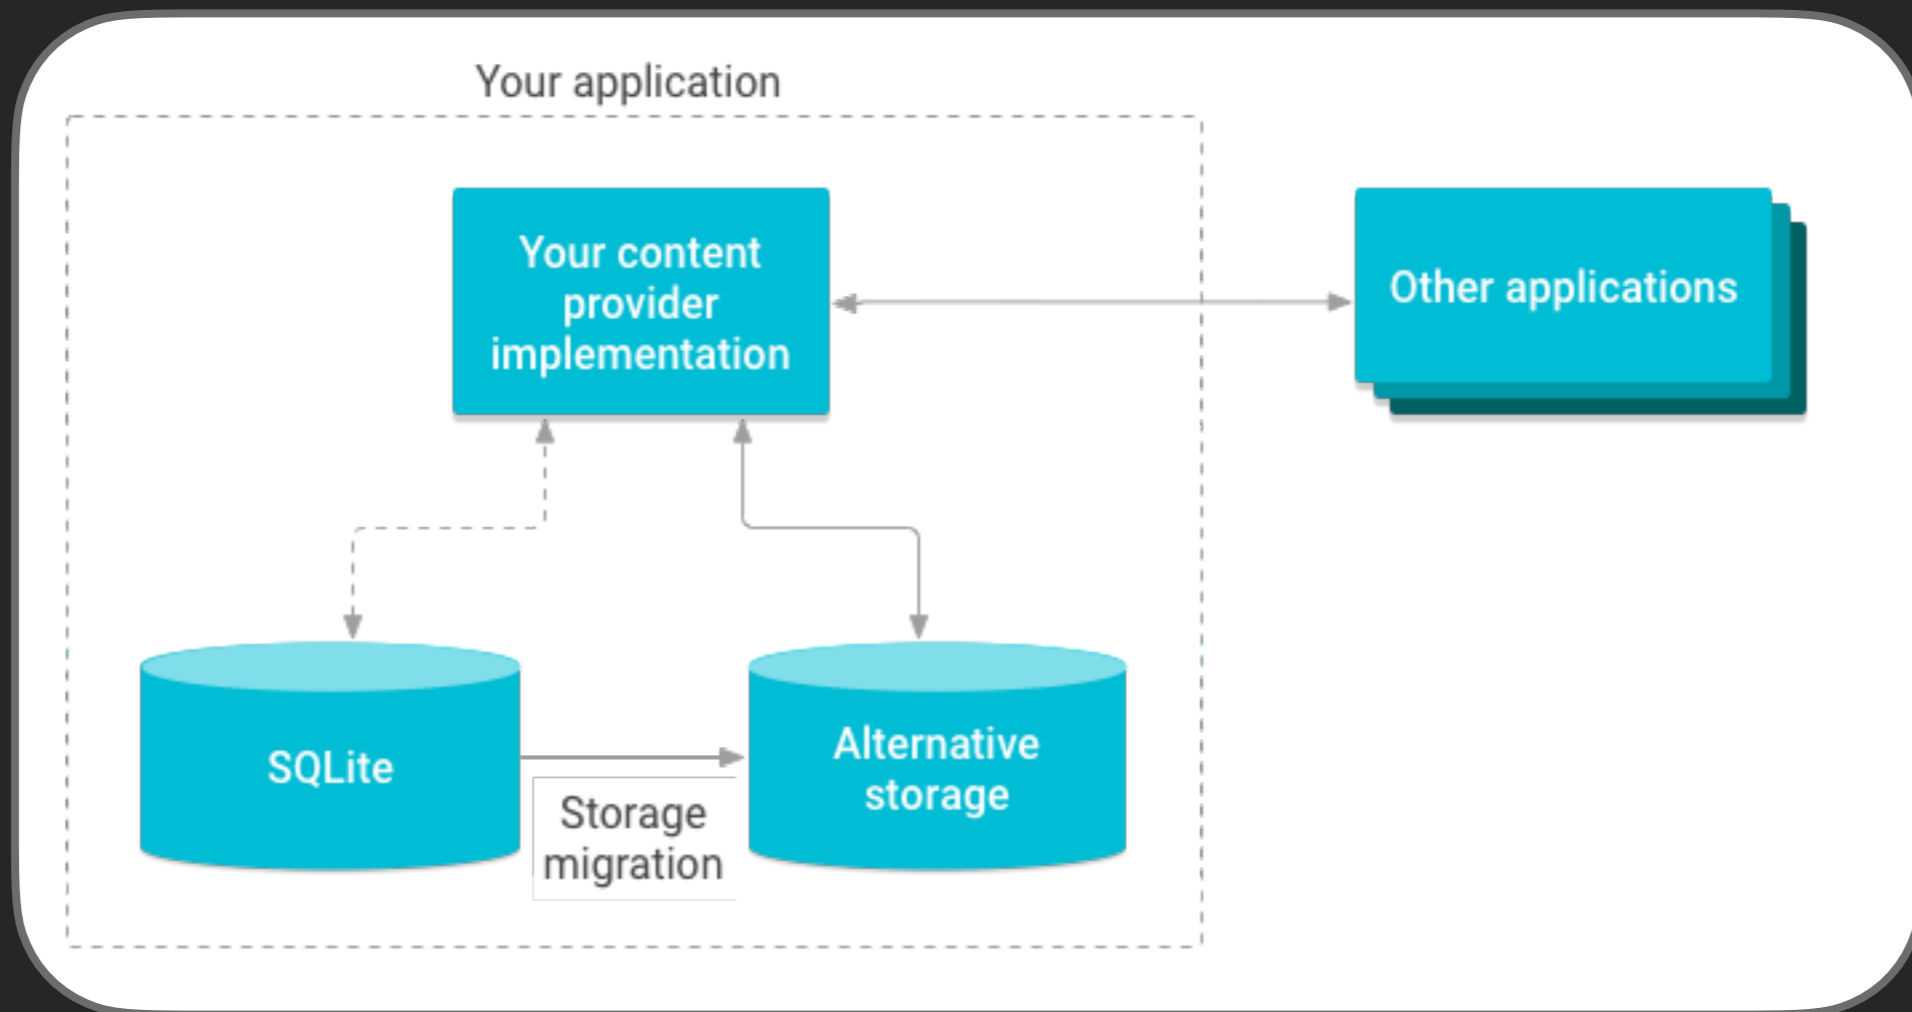 Your application
Your content
provider
implementation
Other applications
SQLite
Storage
migration
Alternative
storage